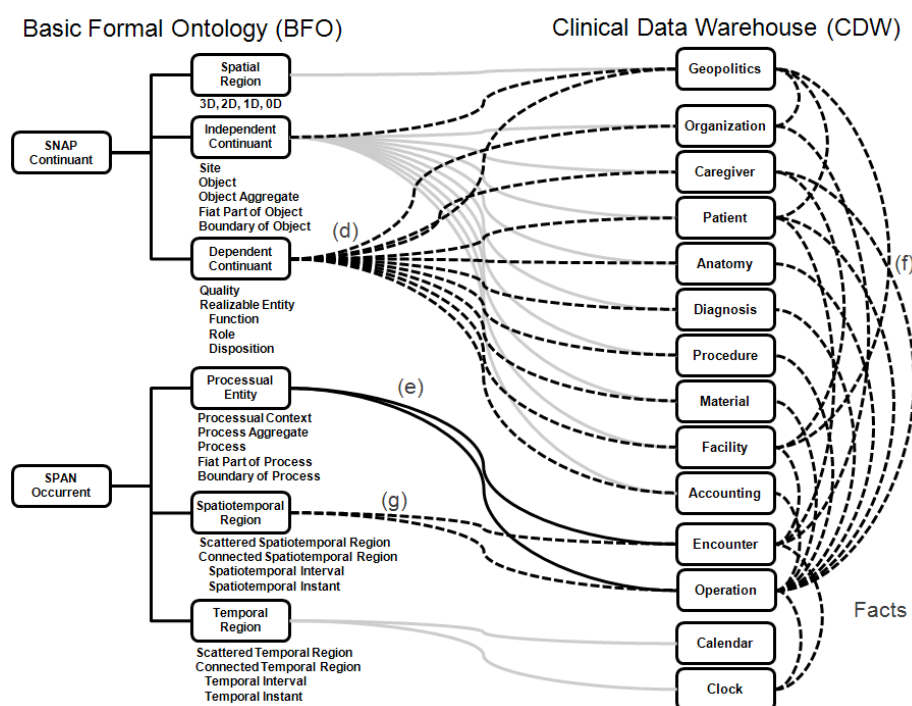 Basic Formal Ontology (BFO)
Clinical Data Warehouse (CDW)
SNAP
Continuant
Spatial
Region
3D, 2D, 1D, 0D
Independent
Continuant
Site
Object
Object Aggregate
Fiat Part of Object
Boundary of Object
(d)
Dependent
Continuant
Quality
Realizable Entity
Function
Role
Disposition
SPAN
Occurrent
Processual
Entity
(e)
Processual Context
Process Aggregate
Process
Fiat Part of Process
Boundary of Process
Spatiotemporal
Region
(g)
Scattered Spatiotemporal Region
Connected Spatiotemporal Region
Spatiotemporal Interval
Spatiotemporal Instant
Temporal
Region
Scattered Temporal Region
Connected Temporal Region
Temporal Interval
Temporal Instant
Geopolitics
Organization
Caregiver
Patient
Anatomy
(f)
Diagnosis
Procedure
Material
Facility
Accounting
Encounter
Operation
Facts
Calendar
Clock